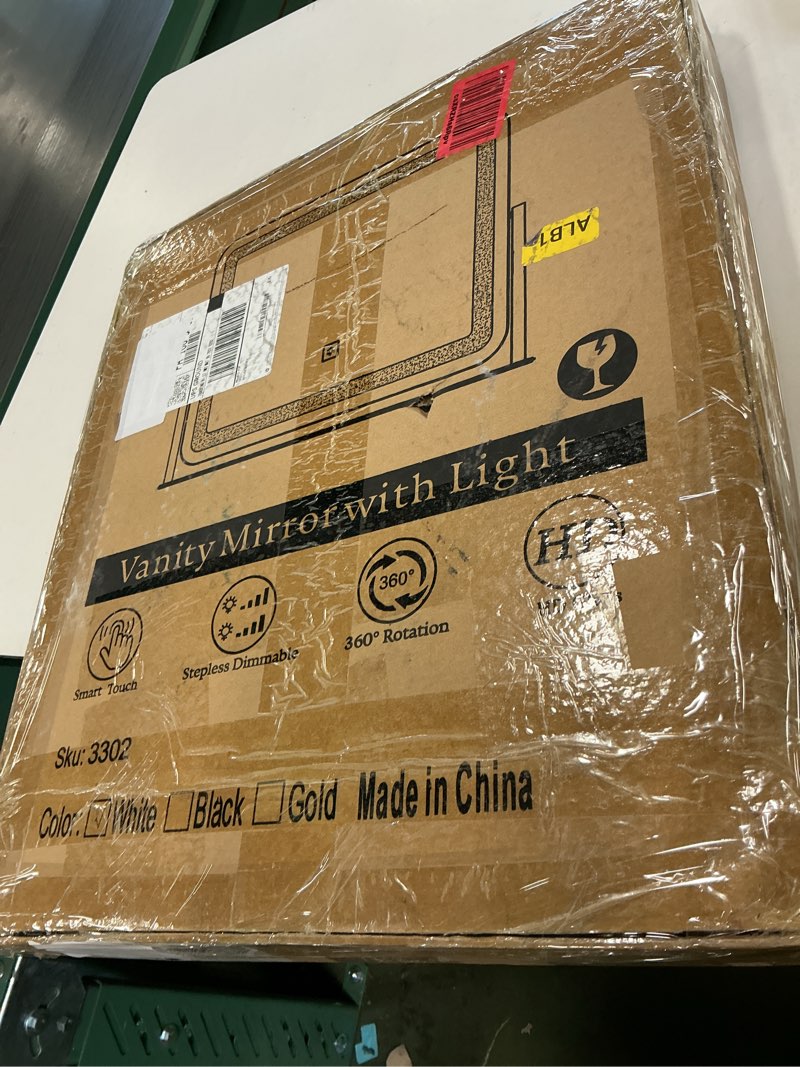 ALB1
Vanity Mirror with Light
360°
HD
Smart Touch
Stepless Dimmable
360° Rotation
Sku: 3302
Color: White Black Gold Made in China